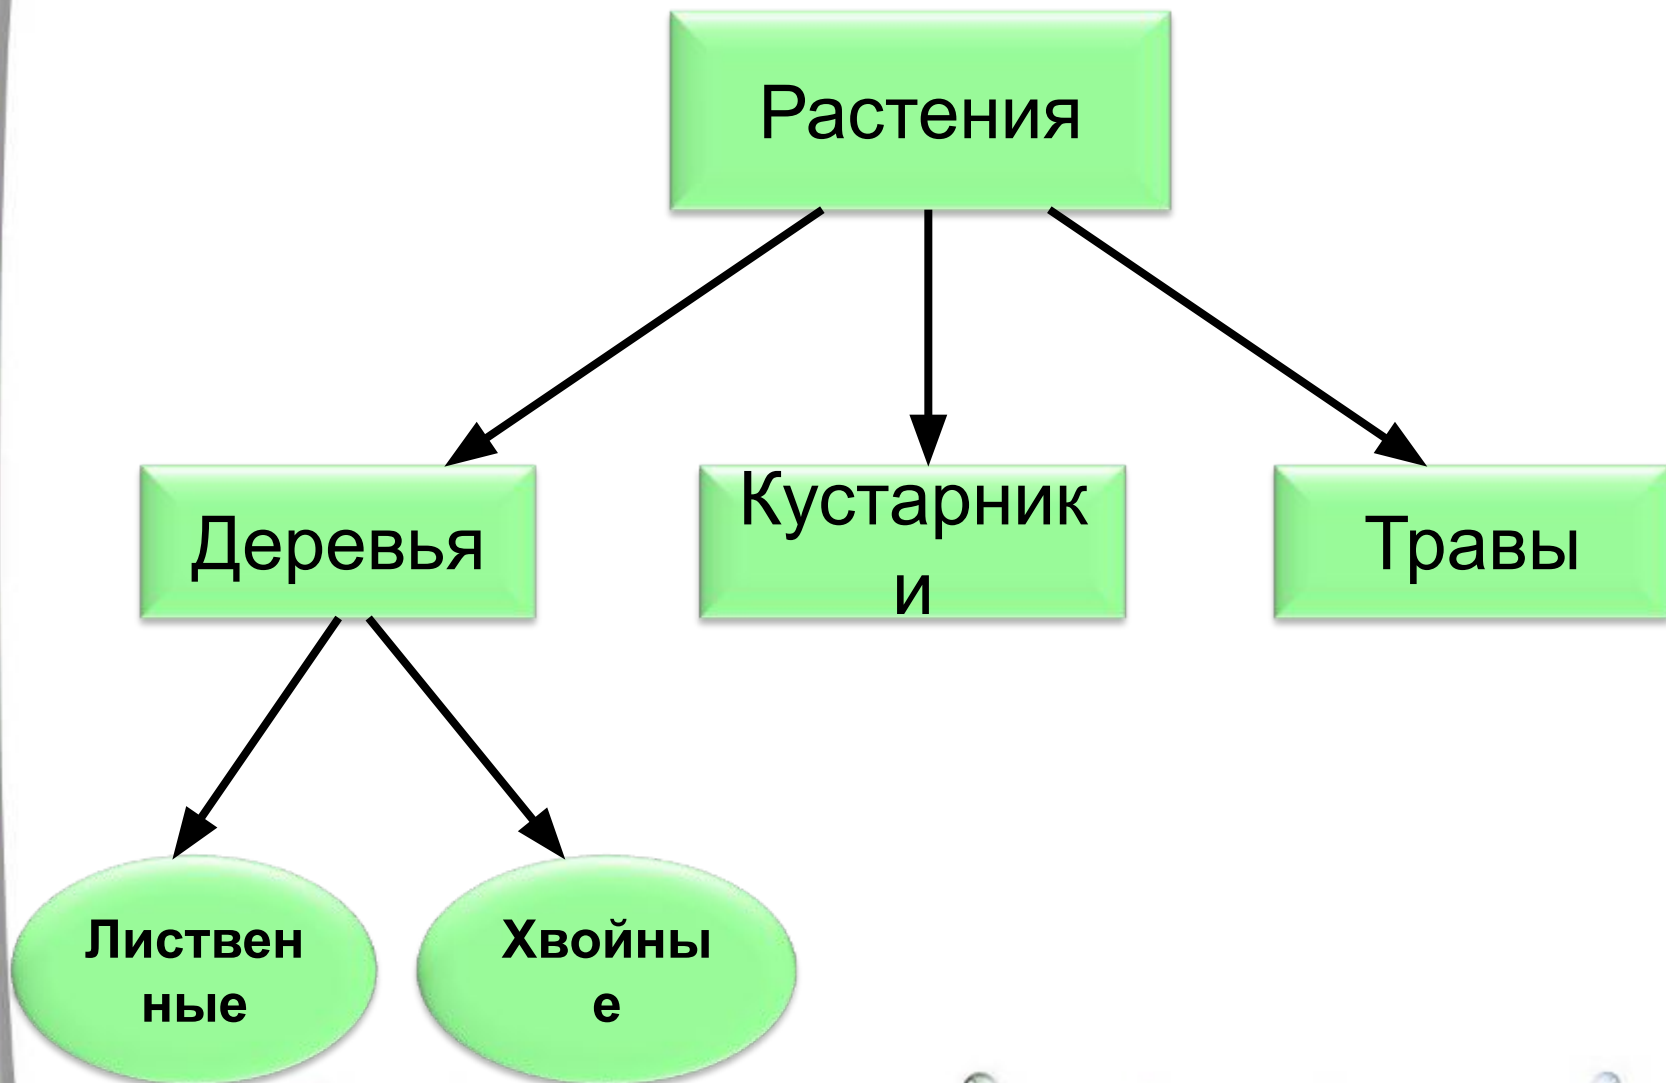 Растения
Деревья
Кустарник
и
Травы
Листвен
ные
Хвойны
е